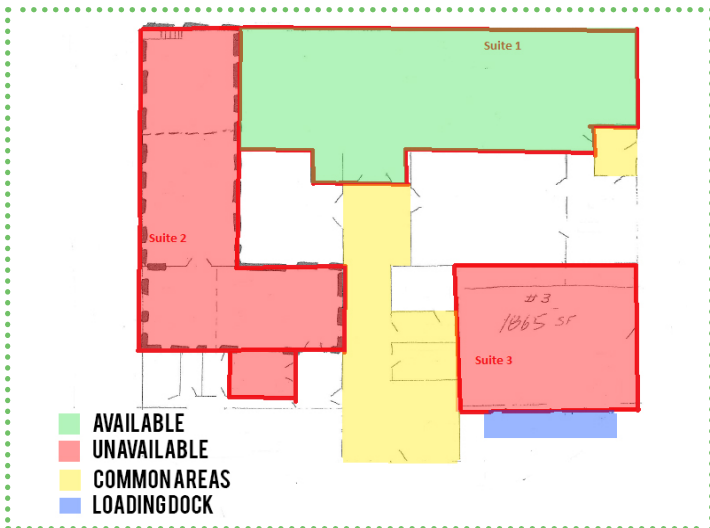 Suite 1
Suite 2
#3
1865 SF
Suite 3
AVAILABLE
UNAVAILABLE
COMMON AREAS
LOADING DOCK